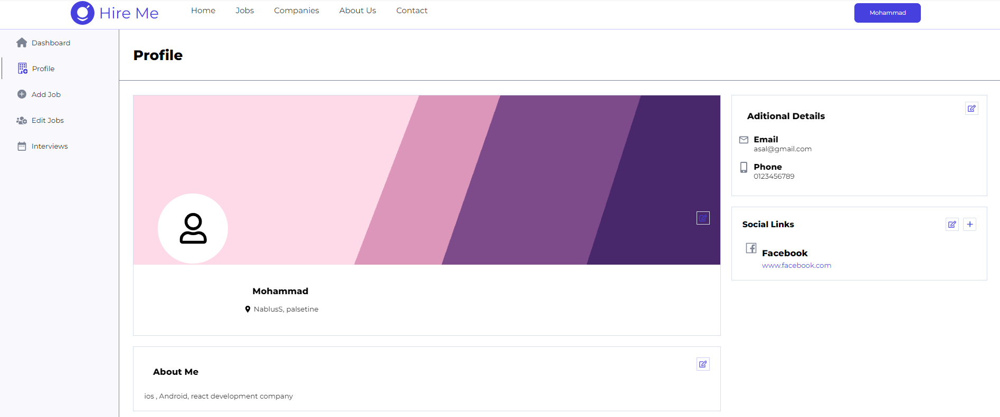 Hire Me
Home Jobs Companies About Us Contact
Mohammad
Dashboard
Profile
Add Job
Edit Jobs
Interviews
Profile
Mohammad
NablusS, palsetine
About Me
ios , Android, react development company
Aditional Details
Email
asal@gmail.com
Phone
0123456789
Social Links
Facebook
www.facebook.com